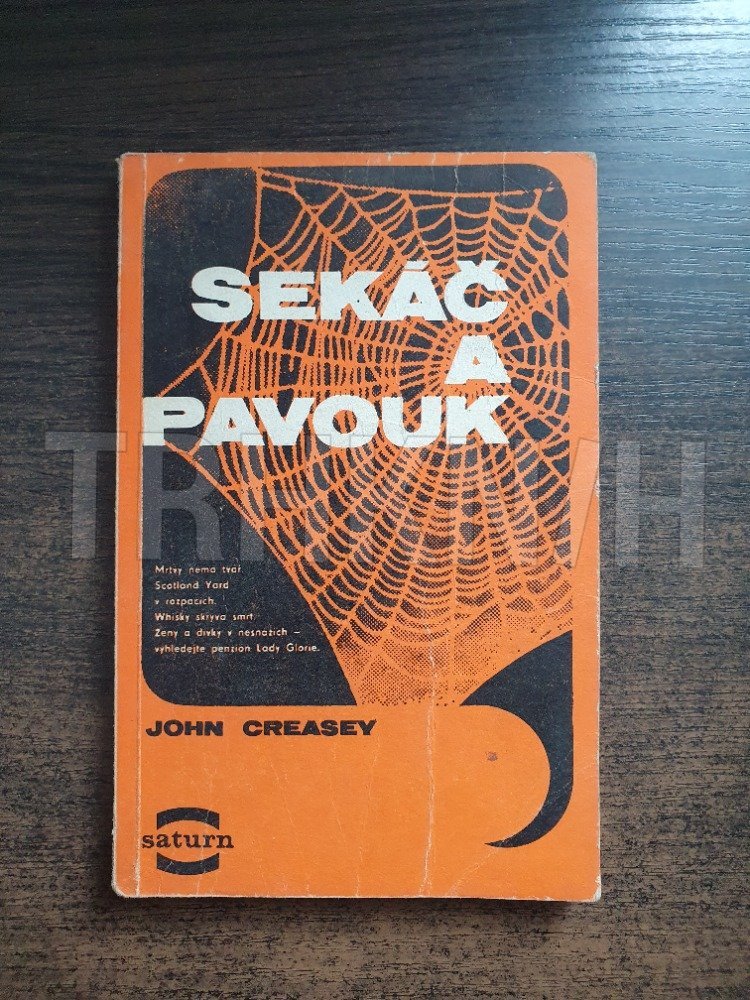 SEKÁČ
A
PAVOUK
Mrtvý nemá tvář.
Scotland Yard
v rozpacích.
Whisky skrývá smrt.
Ženy a dívky v nesnázích –
vyhledejte penzion Lady Glorie.
JOHN CREASEY
saturn